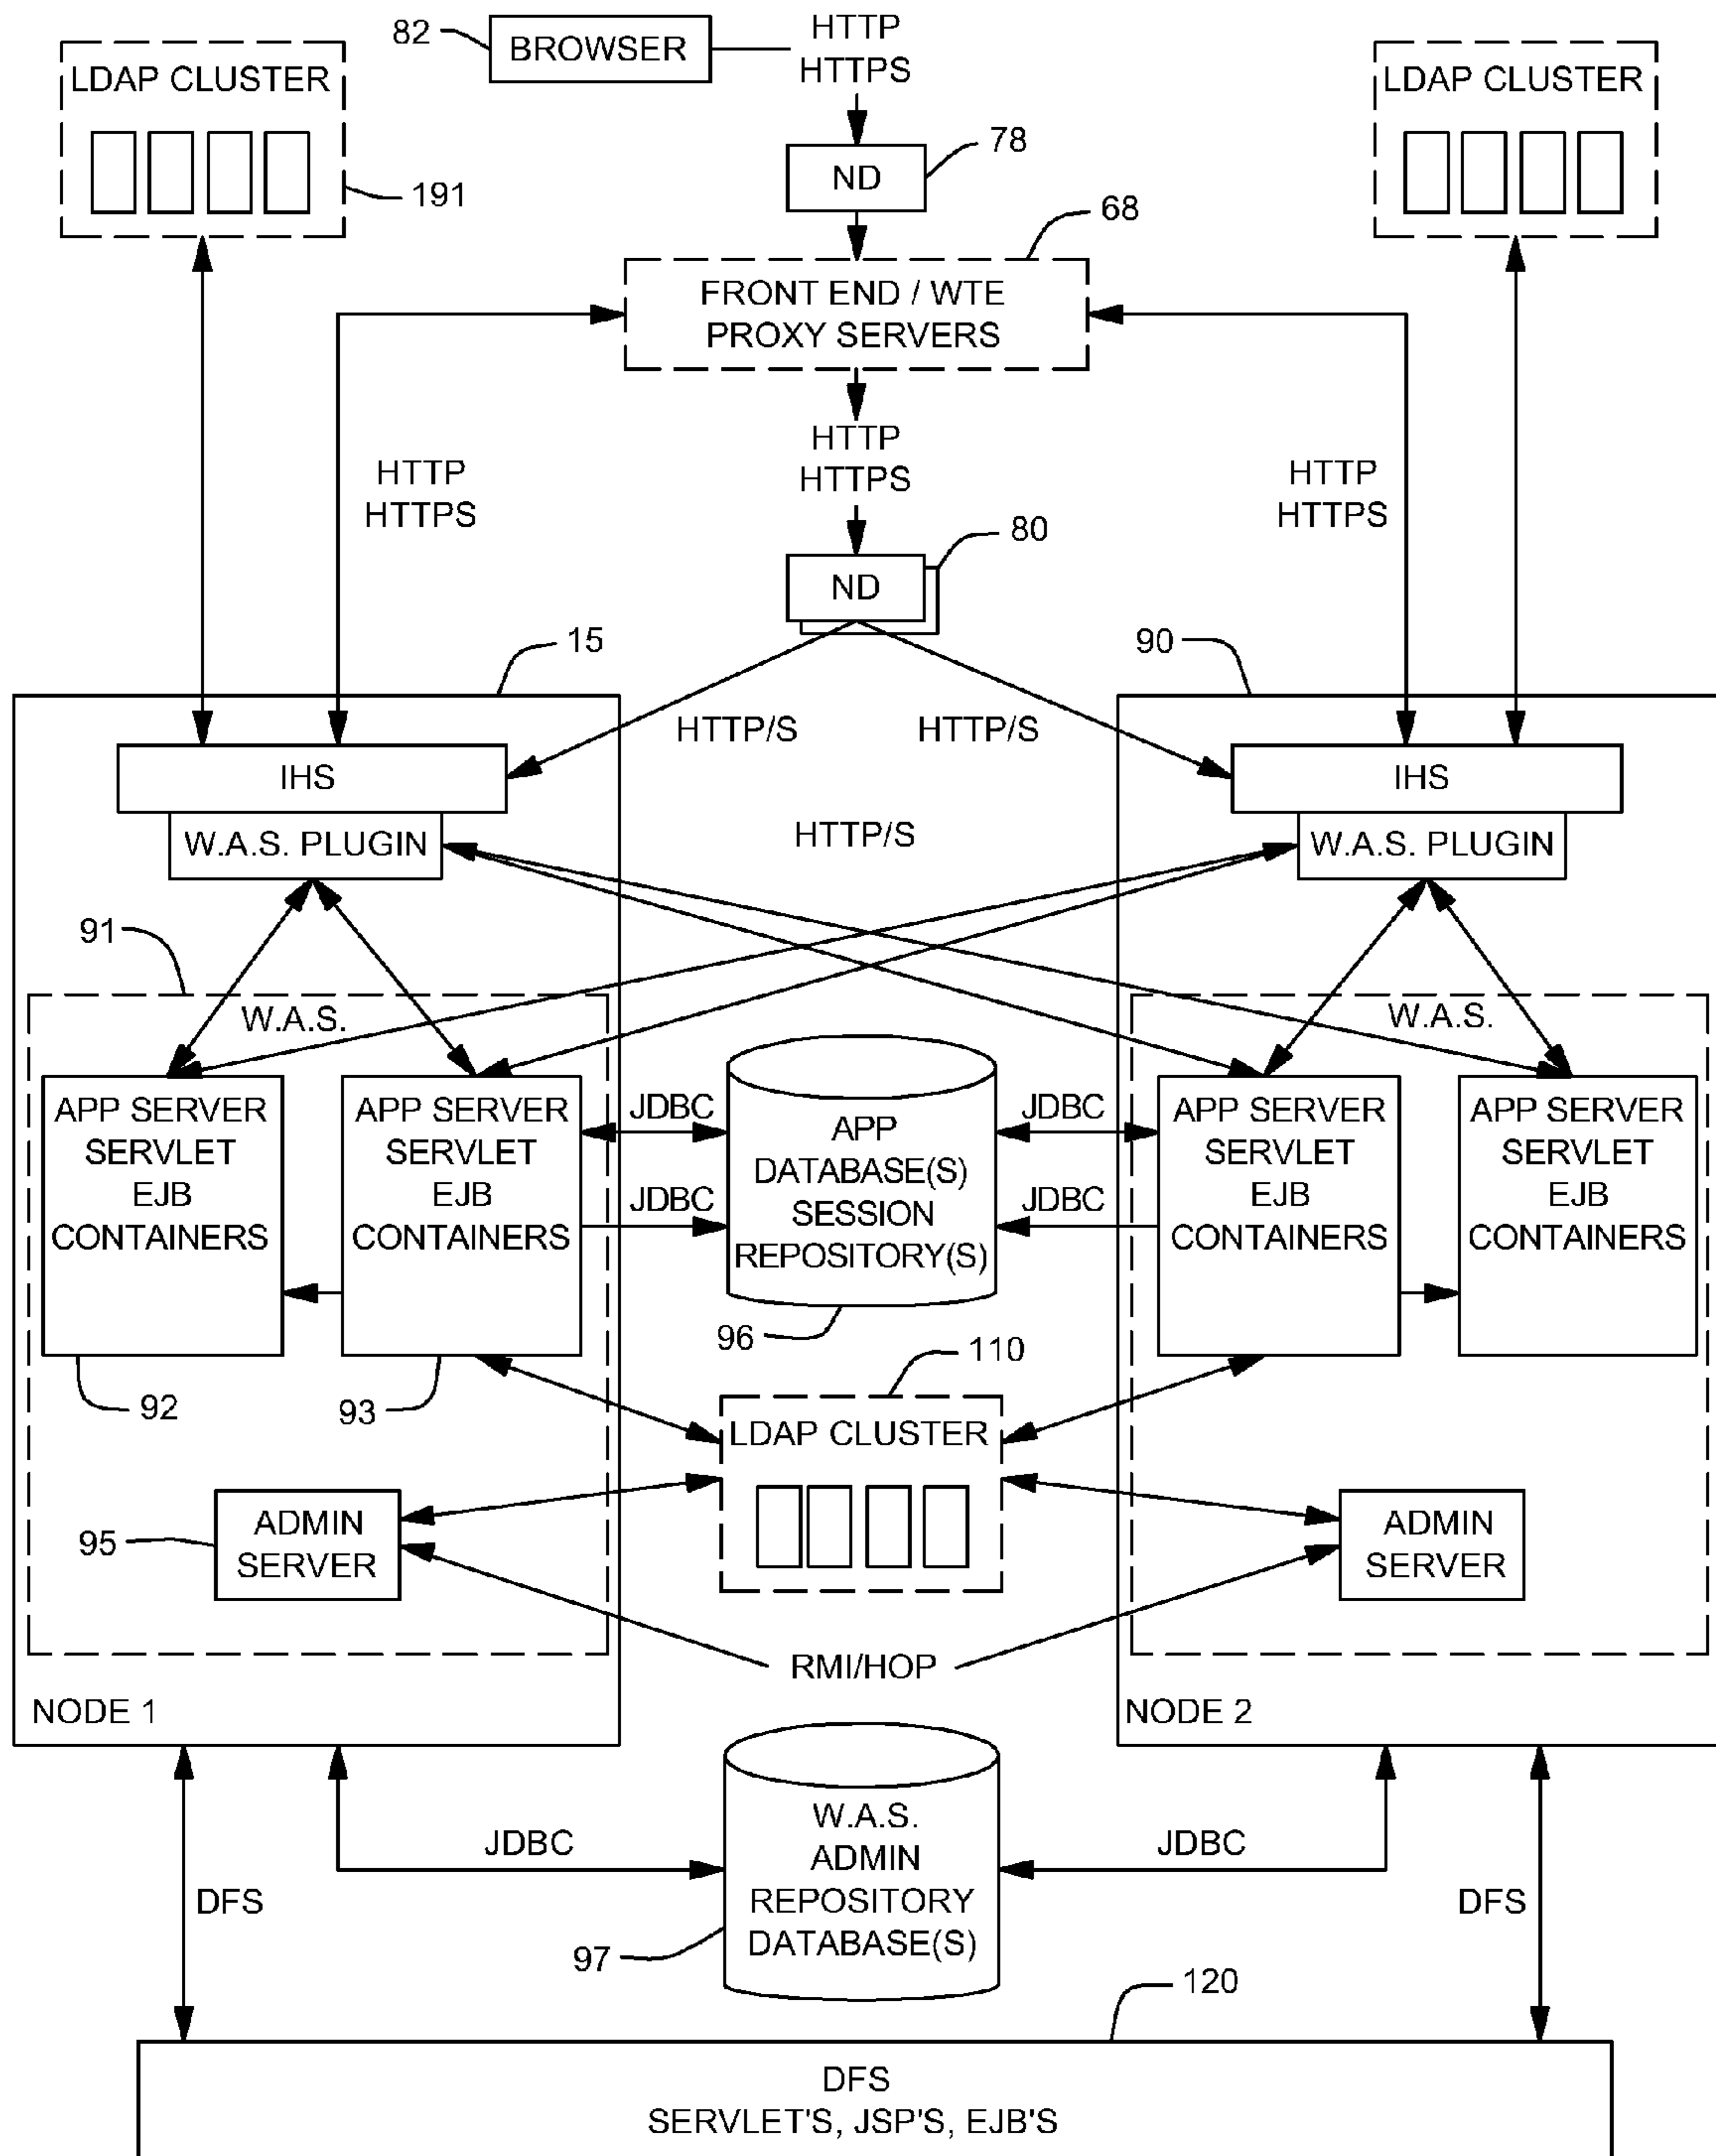 82
BROWSER
HTTP
HTTPS
LDAP CLUSTER
191
LDAP CLUSTER
ND
78
68
FRONT END / WTE
PROXY SERVERS
HTTP
HTTPS
HTTP
HTTPS
HTTP
HTTPS
ND
80
15
90
HTTP/S
HTTP/S
IHS
IHS
W.A.S. PLUGIN
HTTP/S
W.A.S. PLUGIN
91
W.A.S.
W.A.S.
APP SERVER
SERVLET
EJB
CONTAINERS
APP SERVER
SERVLET
EJB
CONTAINERS
JDBC
JDBC
APP
DATABASE(S)
SESSION
REPOSITORY(S)
JDBC
JDBC
APP SERVER
SERVLET
EJB
CONTAINERS
APP SERVER
SERVLET
EJB
CONTAINERS
96
92
93
110
LDAP CLUSTER
95
ADMIN
SERVER
ADMIN
SERVER
RMI/HOP
NODE 1
NODE 2
JDBC
W.A.S.
ADMIN
REPOSITORY
DATABASE(S)
JDBC
DFS
DFS
97
120
DFS
SERVLET'S, JSP'S, EJB'S